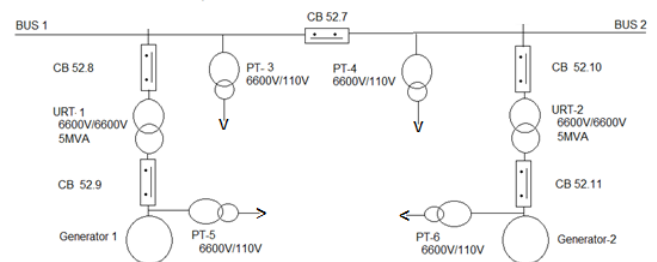 CB 52.7
BUS 1
BUS 2
CB 52.8
PT- 3
6600V/110V
PT-4
6600V/110V
CB 52.10
URT- 1
6600V/6600V
5MVA
URT-2
6600V/6600V
5MVA
V
V
CB 52.9
CB 52.11
Generator 1
PT-5
6600V/110V
PT-6
6600V/110V
Generator-2